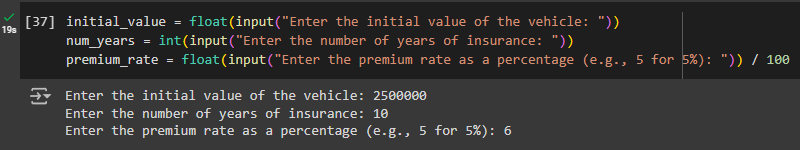 [37] initial_value = float(input("Enter the initial value of the vehicle: "))
num_years = int(input("Enter the number of years of insurance: "))
premium_rate = float(input("Enter the premium rate as a percentage (e.g., 5 for 5%): ")) / 100
19s
Enter the initial value of the vehicle: 2500000
Enter the number of years of insurance: 10
Enter the premium rate as a percentage (e.g., 5 for 5%): 6